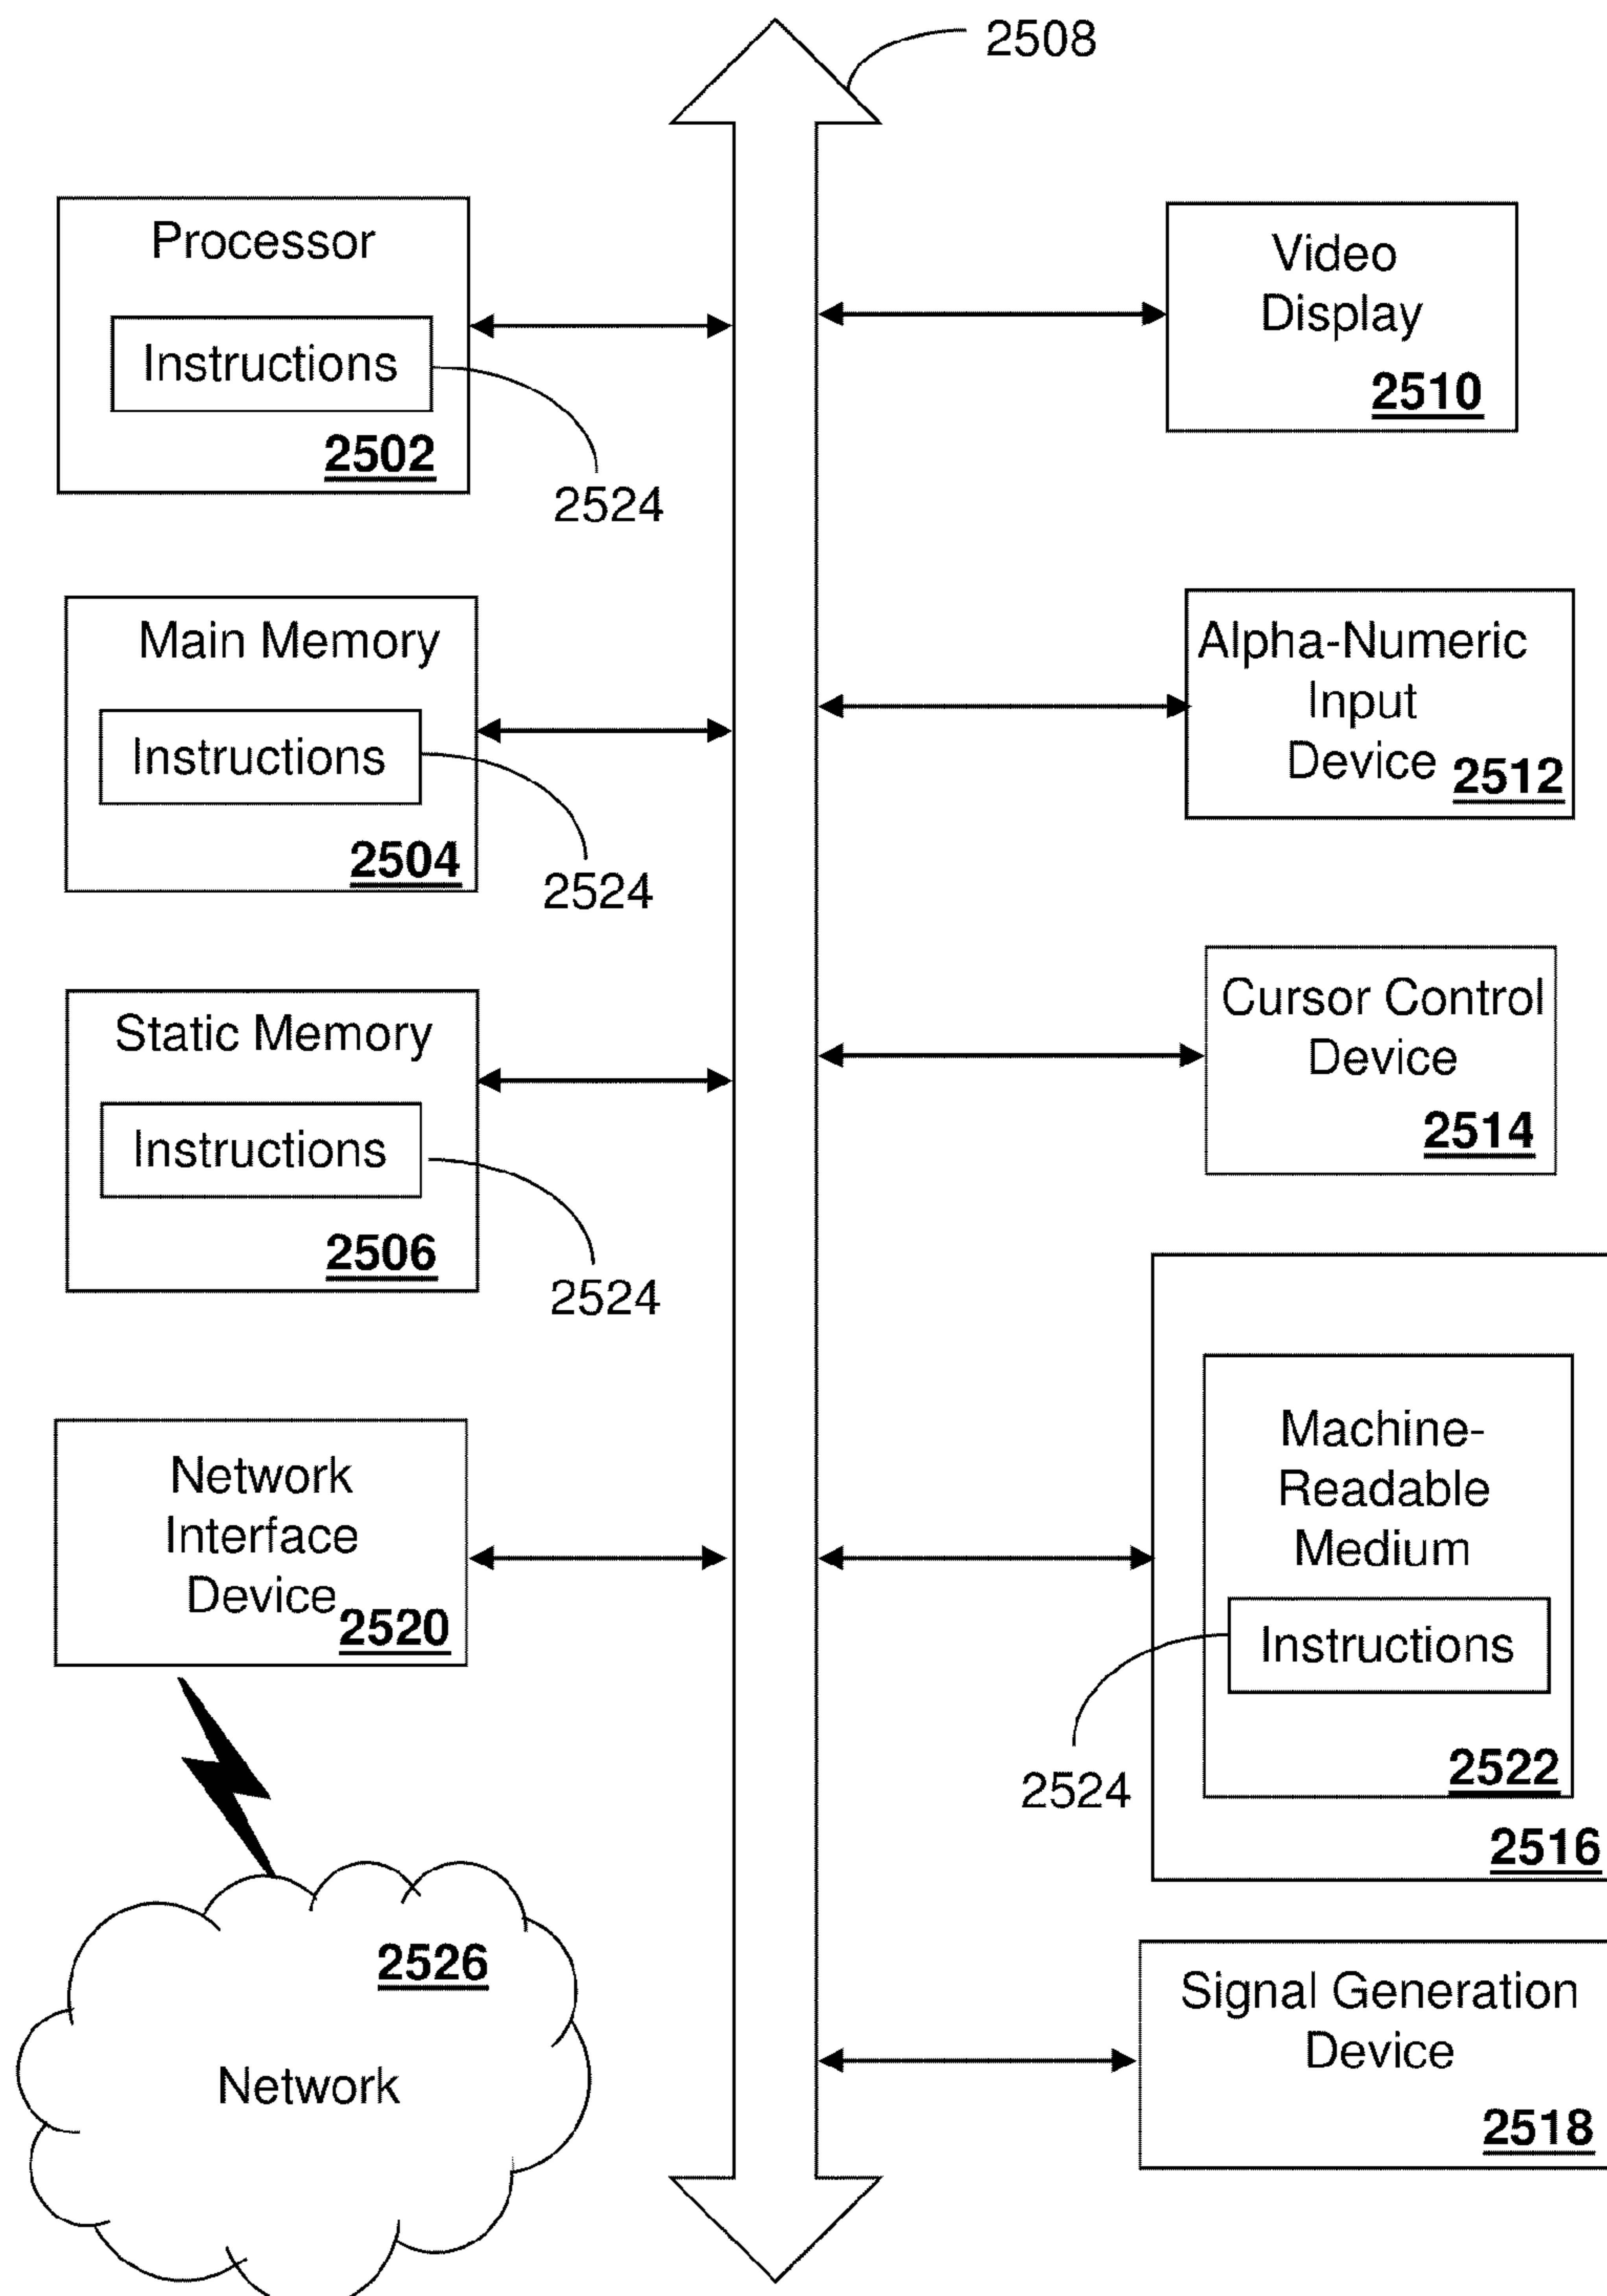 2508
Processor
Instructions
2502
2524
Main Memory
Instructions
2504
2524
Static Memory
Instructions
2506
2524
Network
Interface
Device
2520
2526
Network
Video
Display
2510
Alpha-Numeric
Input
Device
2512
Cursor Control
Device
2514
Machine-
Readable
Medium
Instructions
2524
2522
2516
Signal Generation
Device
2518